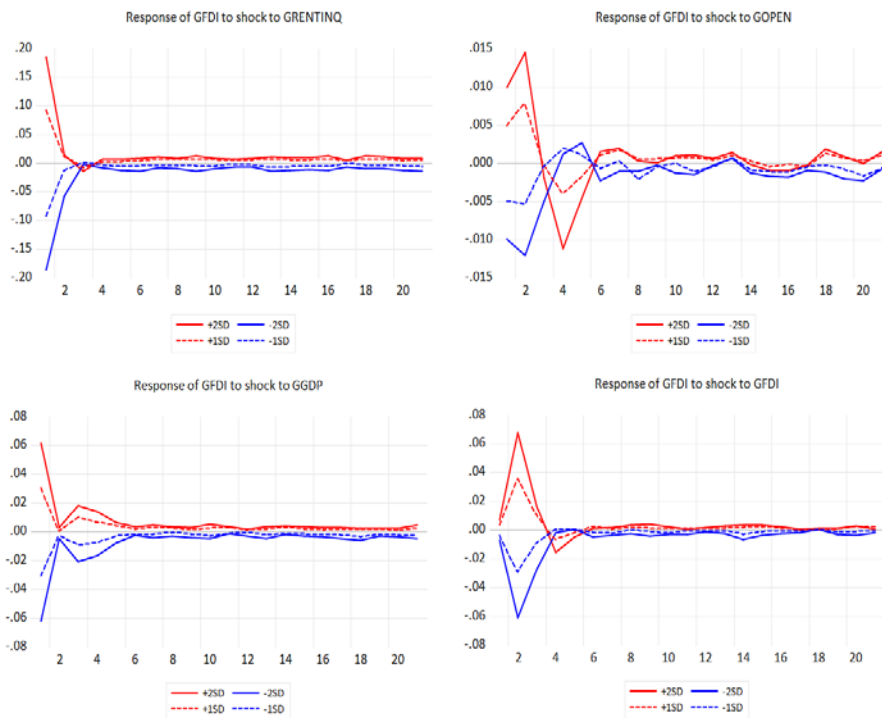 Response of GFDI to shock to GRENTINQ
.20
.15
.10
.05
.00
-.05
-.10
-.15
-.20
2 4 6 8 10 12 14 16 18 20
+2SD -2SD
+1SD -1SD
Response of GFDI to shock to GOPEN
.015
.010
.005
.000
-.005
-.010
-.015
2 4 6 8 10 12 14 16 18 20
+2SD -2SD
+1SD -1SD
Response of GFDI to shock to GGDP
.08
.06
.04
.02
.00
-.02
-.04
-.06
-.08
2 4 6 8 10 12 14 16 18 20
+2SD -2SD
+1SD -1SD
Response of GFDI to shock to GFDI
.08
.06
.04
.02
.00
-.02
-.04
-.06
-.08
2 4 6 8 10 12 14 16 18 20
+2SD -2SD
+1SD -1SD